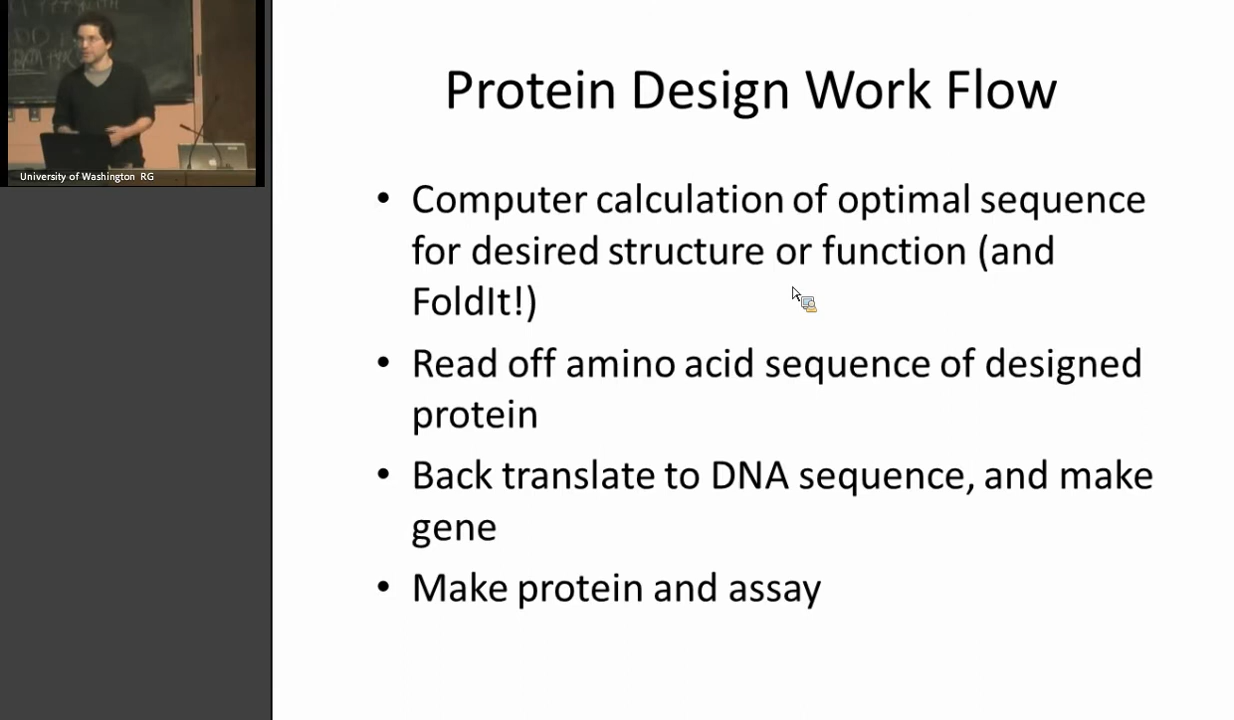 University of Washington RG
Protein Design Work Flow
• Computer calculation of optimal sequence
for desired structure or function (and
FoldIt!)
• Read off amino acid sequence of designed
protein
• Back translate to DNA sequence, and make
gene
• Make protein and assay